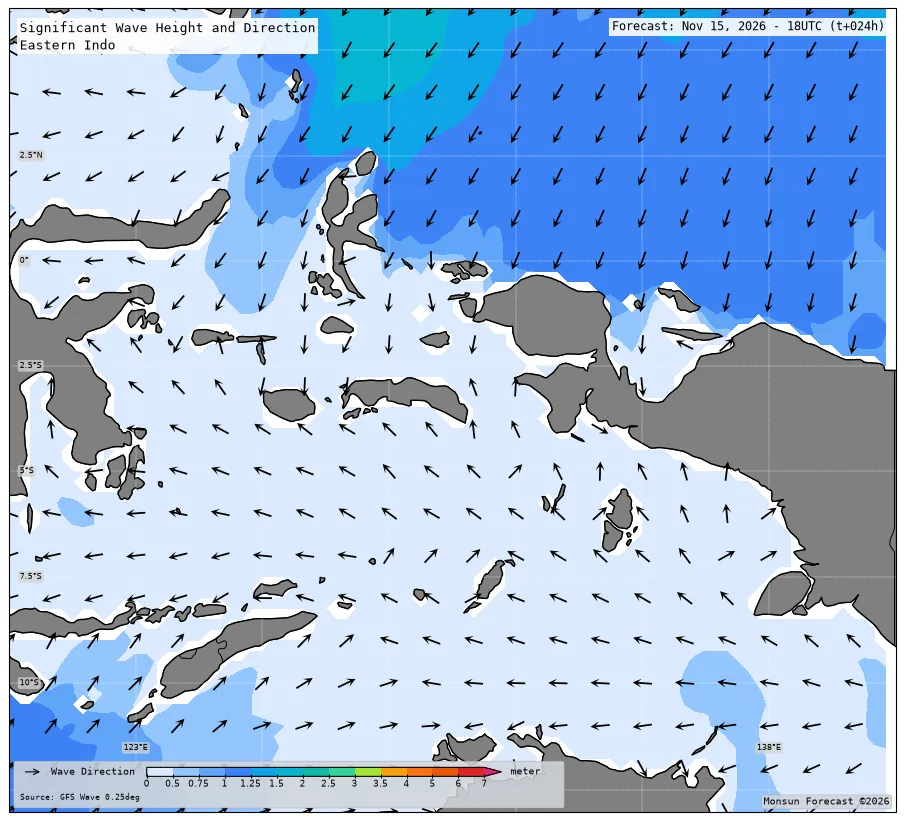 Significant Wave Height and Direction
Eastern Indo
Forecast: Nov 15, 2026 - 18UTC (t+024h)
2.5°N
0°
2.5°S
5°S
7.5°S
10°S
123°E
138°E
Wave Direction
meter
0 0.5 0.75 1 1.25 1.5 2 2.5 3 3.5 4 5 6 7
Source: GFS Wave 0.25deg
Monsun Forecast ©2026